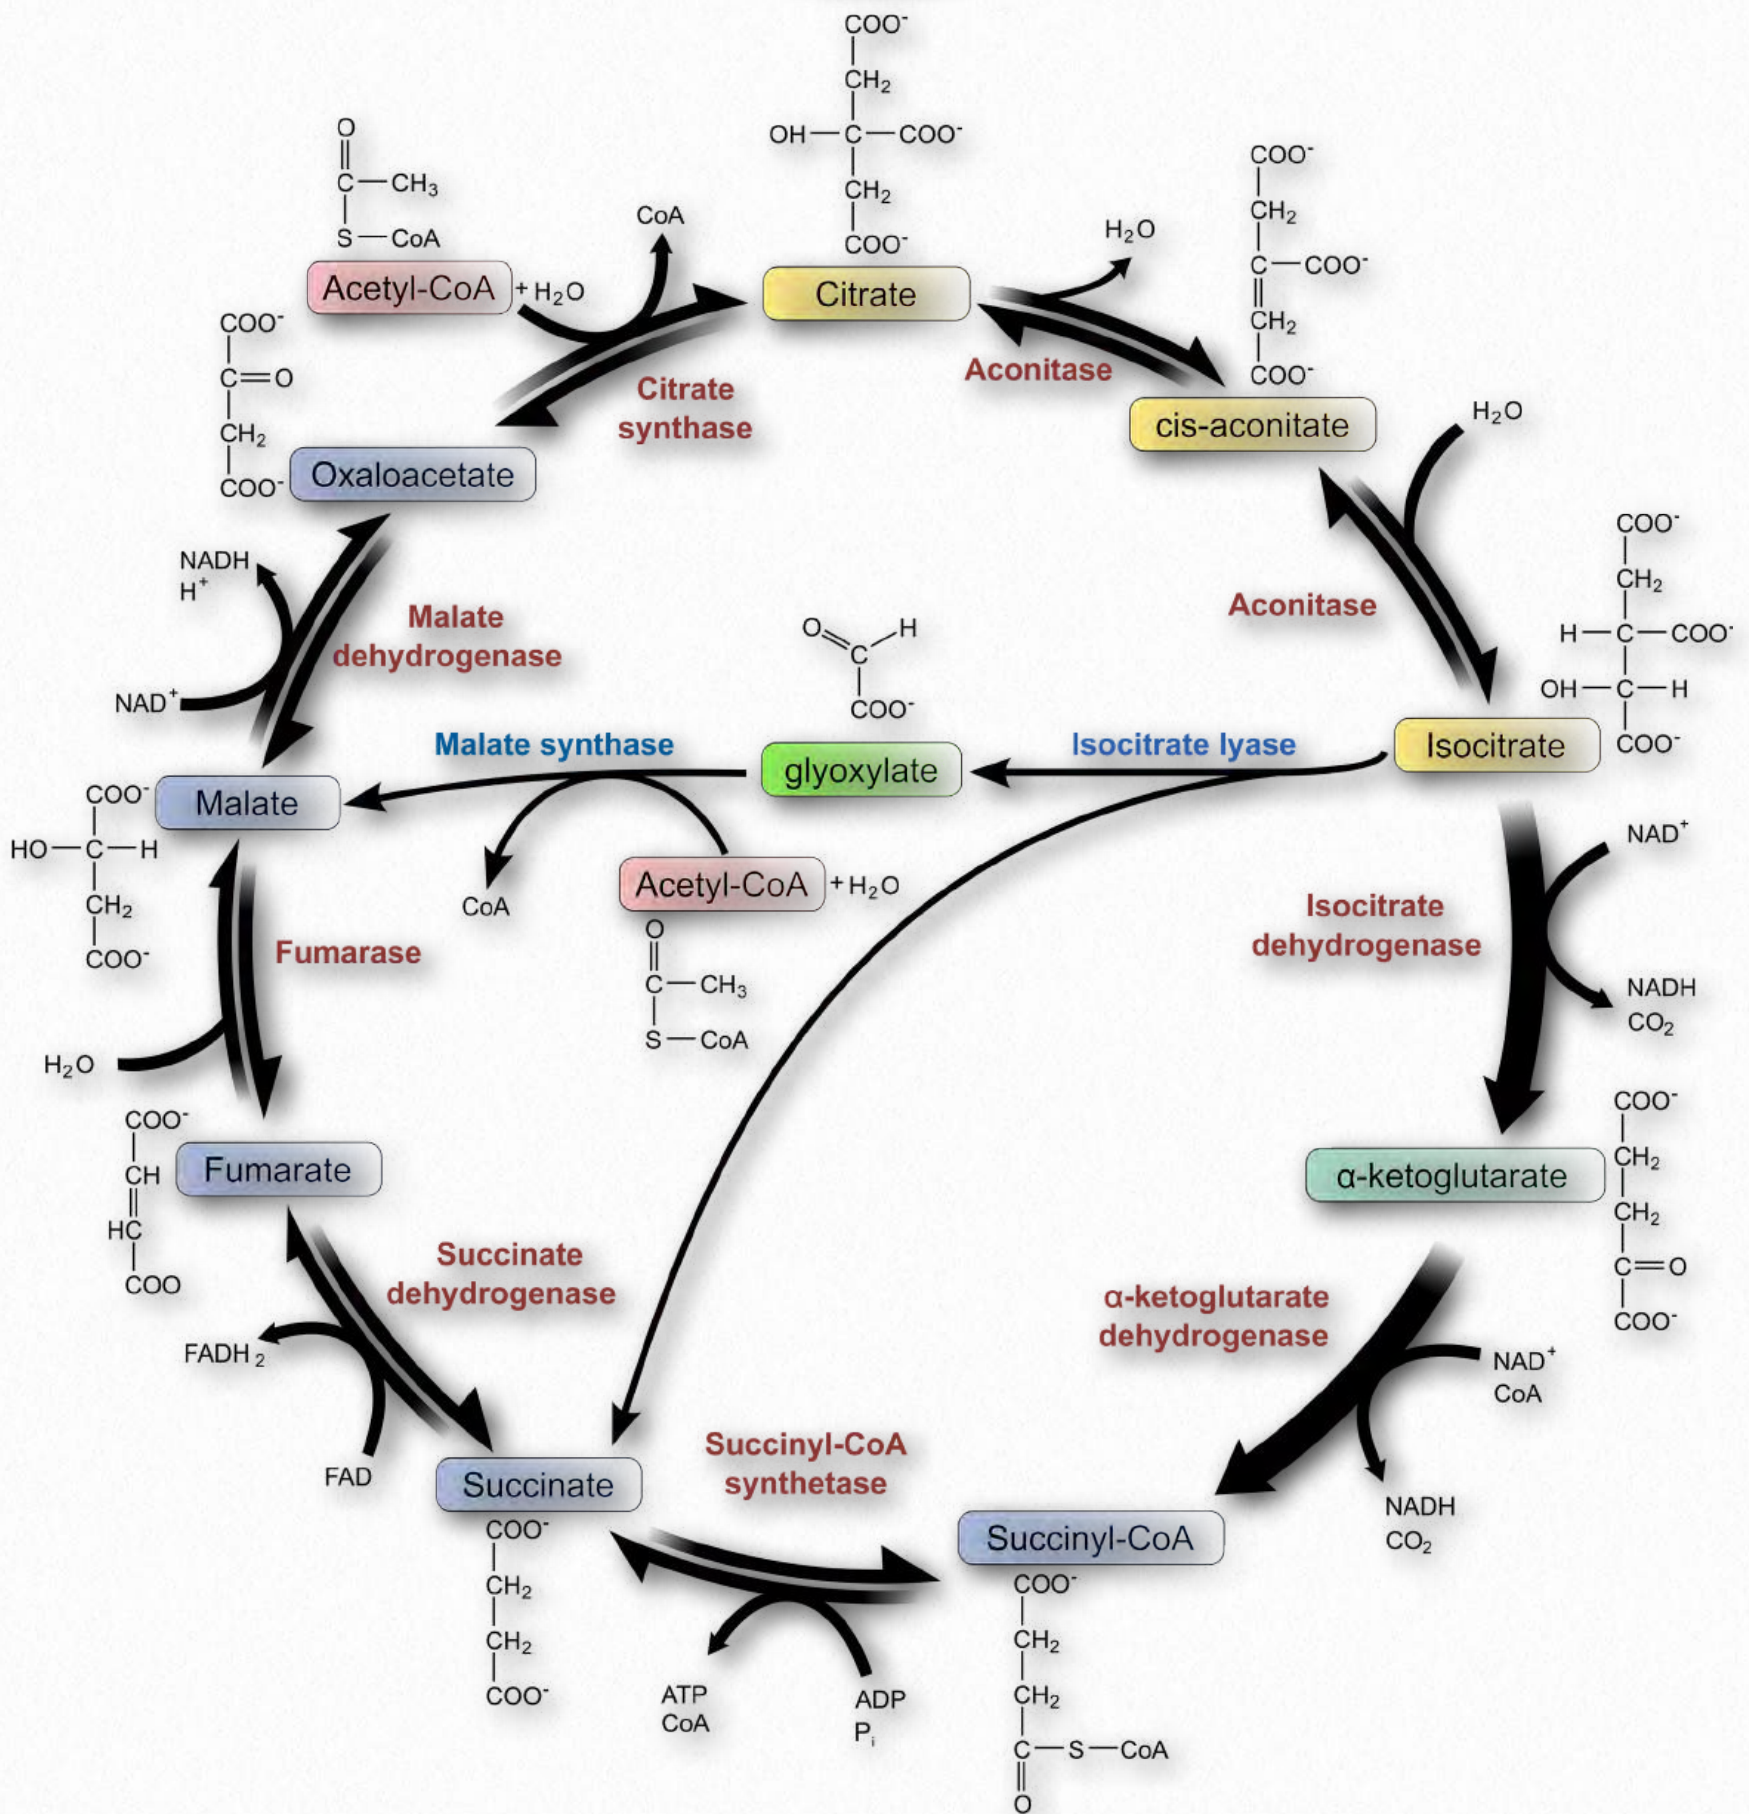 COO⁻
CH₂
OH—C—COO⁻
CH₂
COO⁻
Citrate
O
C—CH₃
S—CoA
Acetyl-CoA
+H₂O
CoA
Citrate
synthase
H₂O
Aconitase
COO⁻
CH₂
C—COO⁻
CH₂
COO⁻
cis-aconitate
H₂O
Aconitase
COO⁻
CH₂
H—C—COO⁻
OH—C—H
COO⁻
Isocitrate
COO⁻
C=O
CH₂
COO⁻
Oxaloacetate
NADH
H⁺
NAD⁺
Malate
dehydrogenase
O
H
C
COO⁻
glyoxylate
Malate synthase
Isocitrate lyase
Malate
COO⁻
HO—C—H
CH₂
COO⁻
CoA
Acetyl-CoA
+H₂O
O
C—CH₃
S—CoA
NAD⁺
Isocitrate
dehydrogenase
NADH
CO₂
Fumarase
H₂O
COO⁻
CH
HC
COO
Fumarate
α-ketoglutarate
COO⁻
CH₂
CH₂
C=O
COO⁻
Succinate
dehydrogenase
FADH₂
FAD
α-ketoglutarate
dehydrogenase
NAD⁺
CoA
NADH
CO₂
Succinate
COO⁻
CH₂
CH₂
COO⁻
Succinyl-CoA
synthetase
ATP
CoA
ADP
Pᵢ
Succinyl-CoA
COO⁻
CH₂
CH₂
C—S—CoA
O